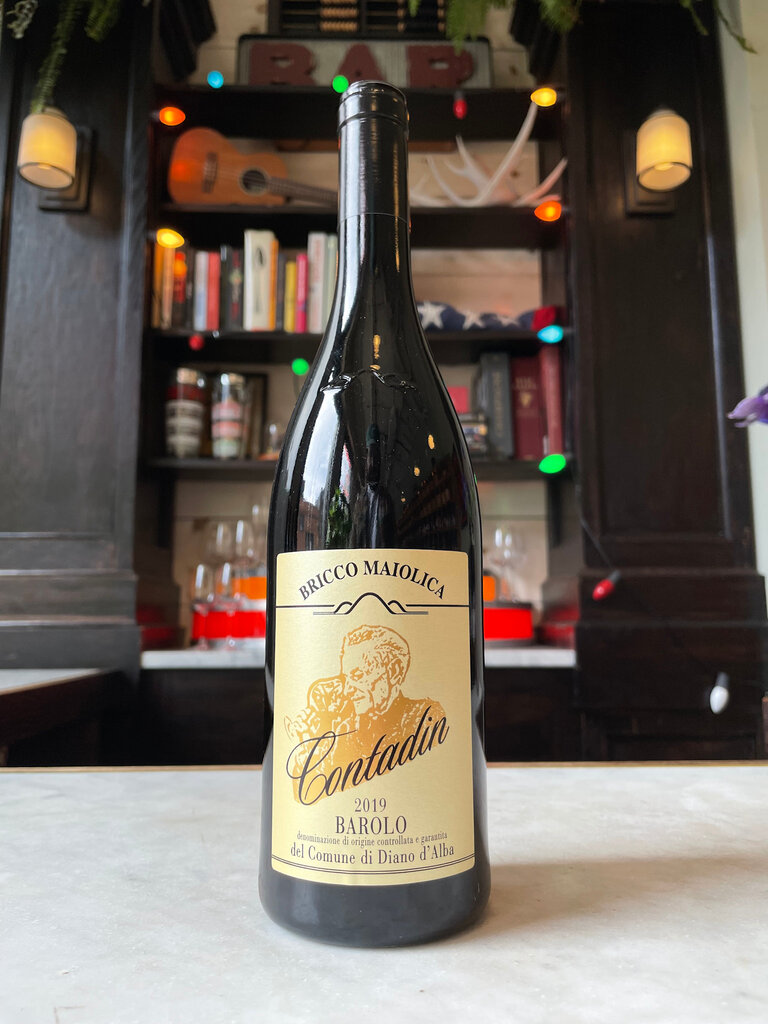 BAR
BRICCO MAIOLICA
Contadin
2019
BAROLO
denominazione di origine controllata e garantita
del Comune di Diano d'Alba